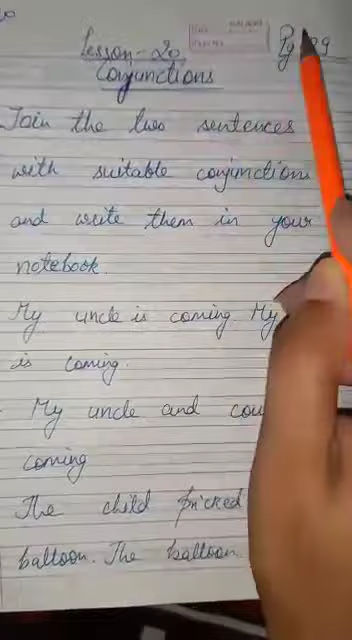 Lesson-20
Conjunctions
Join the two sentences
with suitable conjunctions
and write them in your
notebook.
My uncle is coming. My
is coming.
My uncle and
coming
The child pricked
balloon. The balloon